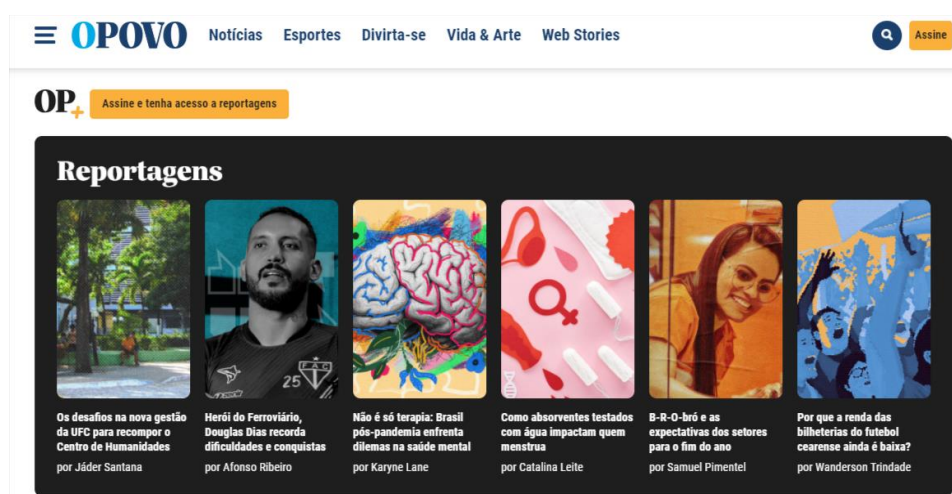 OPOVO Notícias Esportes Divirta-se Vida & Arte Web Stories Assine
OP+ Assine e tenha acesso a reportagens
Reportagens
25 FAC
Os desafios na nova gestão
da UFC para recompor o
Centro de Humanidades
por Jáder Santana
Herói do Ferroviário,
Douglas Dias recorda
dificuldades e conquistas
por Afonso Ribeiro
Não é só terapia: Brasil
pós-pandemia enfrenta
dilemas na saúde mental
por Karyne Lane
Como absorventes testados
com água impactam quem
menstrua
por Catalina Leite
B-R-O-bró e as
expectativas dos setores
para o fim do ano
por Samuel Pimentel
Por que a renda das
bilheterias do futebol
cearense ainda é baixa?
por Wanderson Trindade